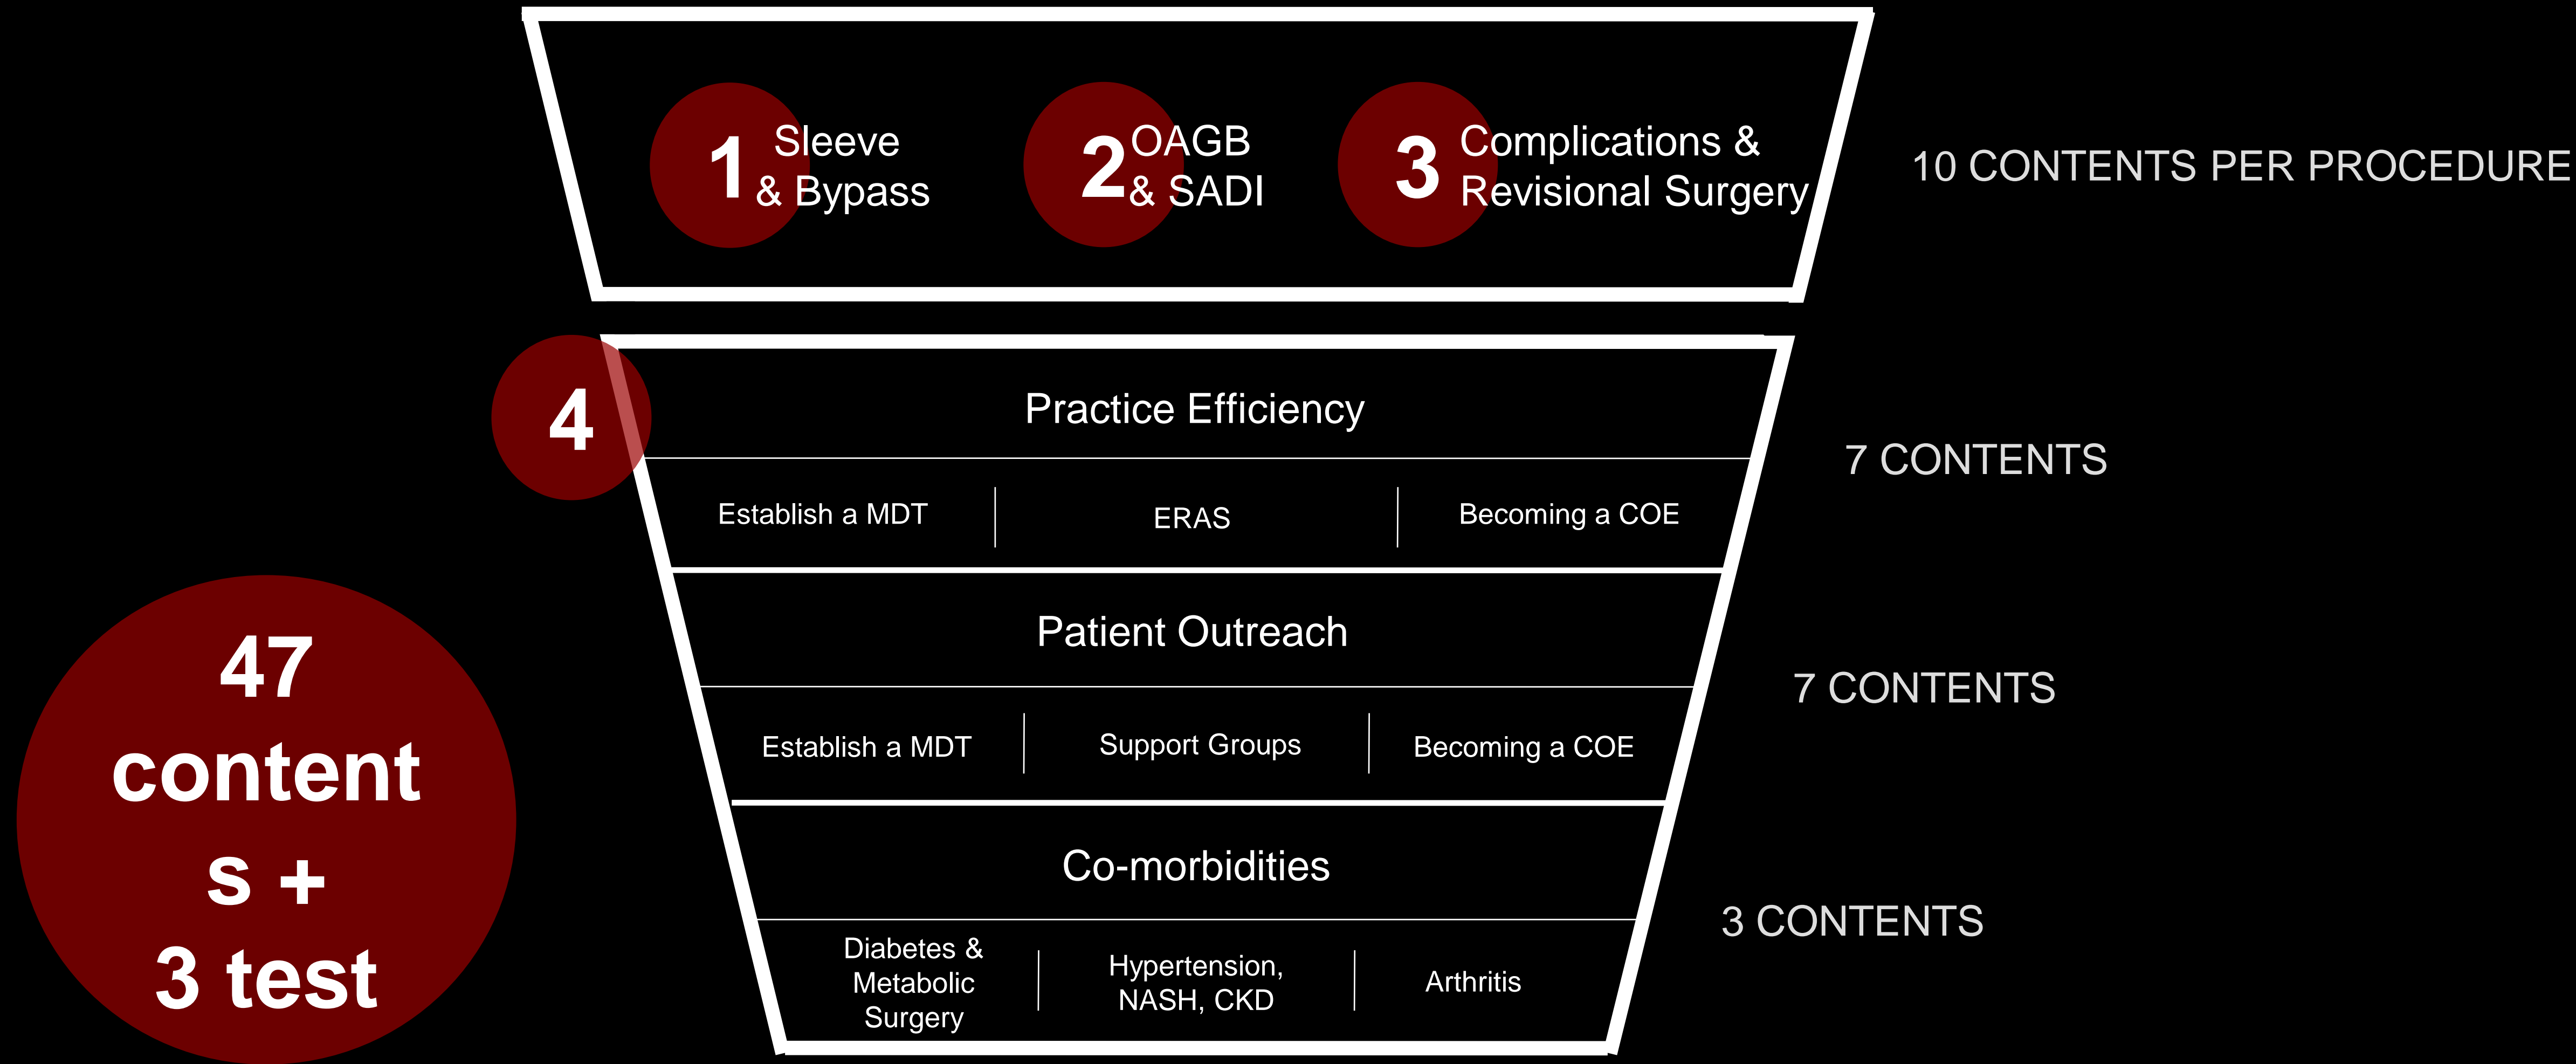 1
Sleeve
& Bypass
2
OAGB
& SADI
3
Complications &
Revisional Surgery
10 CONTENTS PER PROCEDURE
4
Practice Efficiency
7 CONTENTS
Establish a MDT
ERAS
Becoming a COE
Patient Outreach
7 CONTENTS
Establish a MDT
Support Groups
Becoming a COE
Co-morbidities
3 CONTENTS
Diabetes &
Metabolic
Surgery
Hypertension,
NASH, CKD
Arthritis
47
content
s +
3 test